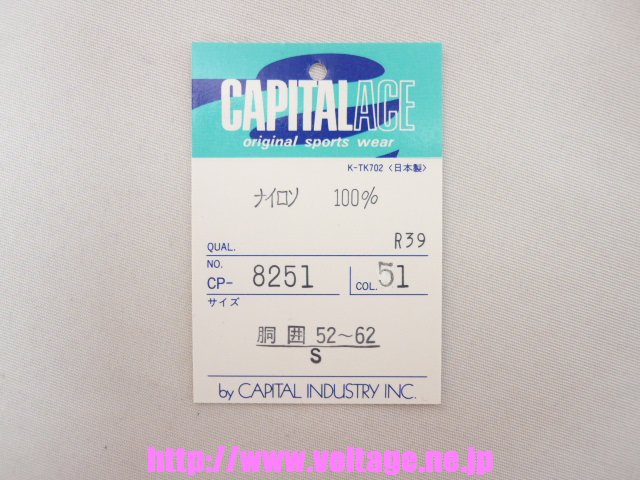 CAPITALACE
original sports wear
K-TK702 〈日本製〉
ナイロン 100%
QUAL. R39
NO.
CP- 8251 COL. 51
サイズ
胴囲 52～62
S
by CAPITAL INDUSTRY INC.
http://www.voltage.ne.jp